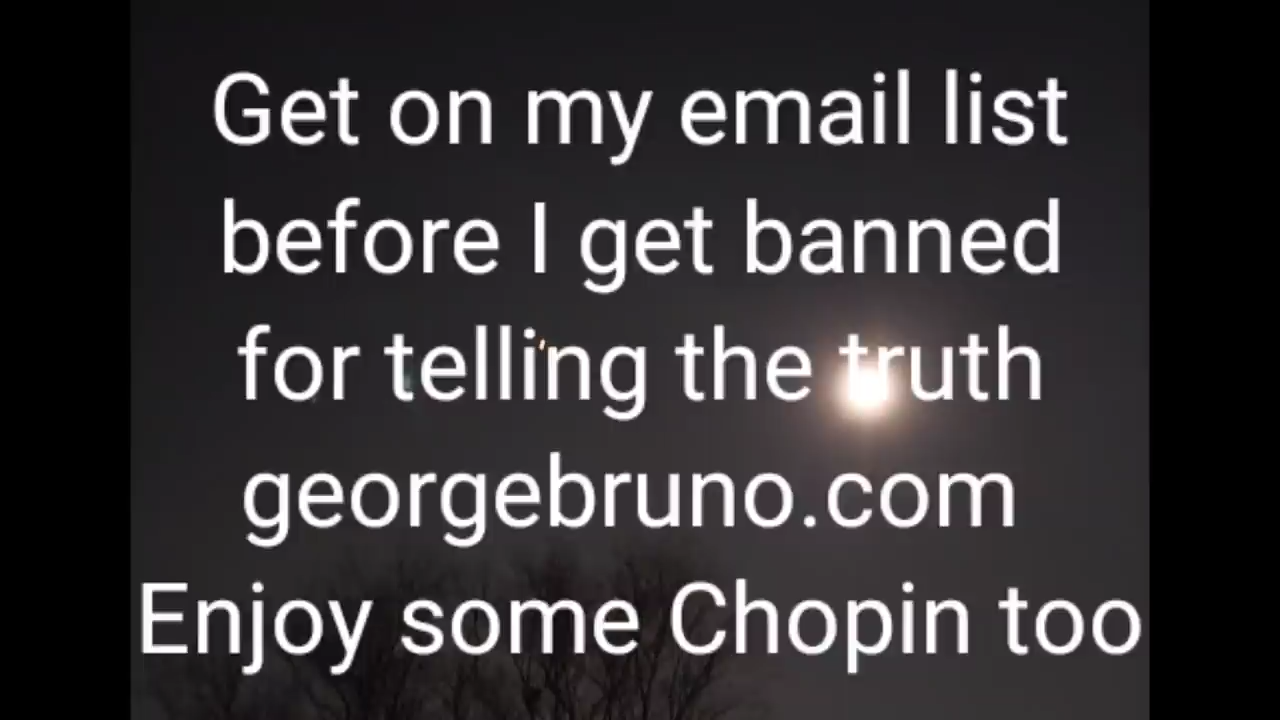 Get on my email list
before I get banned
for telling the truth
georgebruno.com
Enjoy some Chopin too